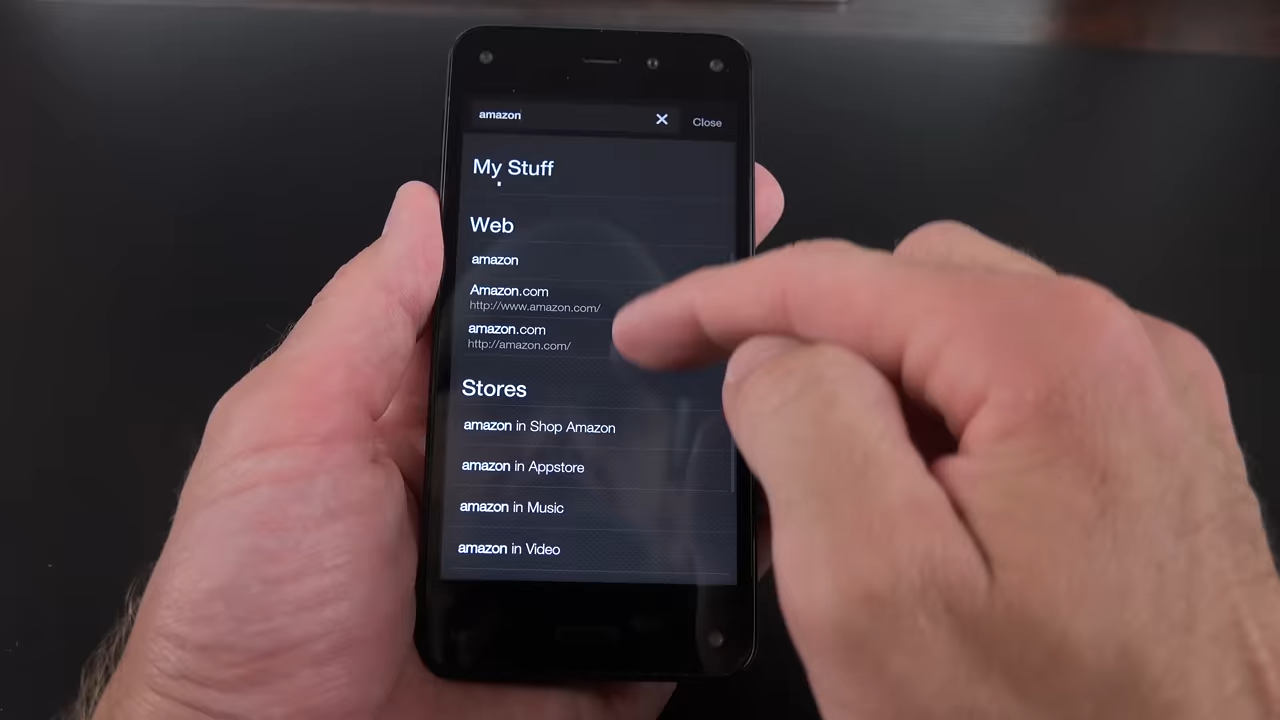 amazon
Close
My Stuff
Web
amazon
Amazon.com
http://www.amazon.com/
amazon.com
http://amazon.com/
Stores
amazon in Shop Amazon
amazon in Appstore
amazon in Music
amazon in Video